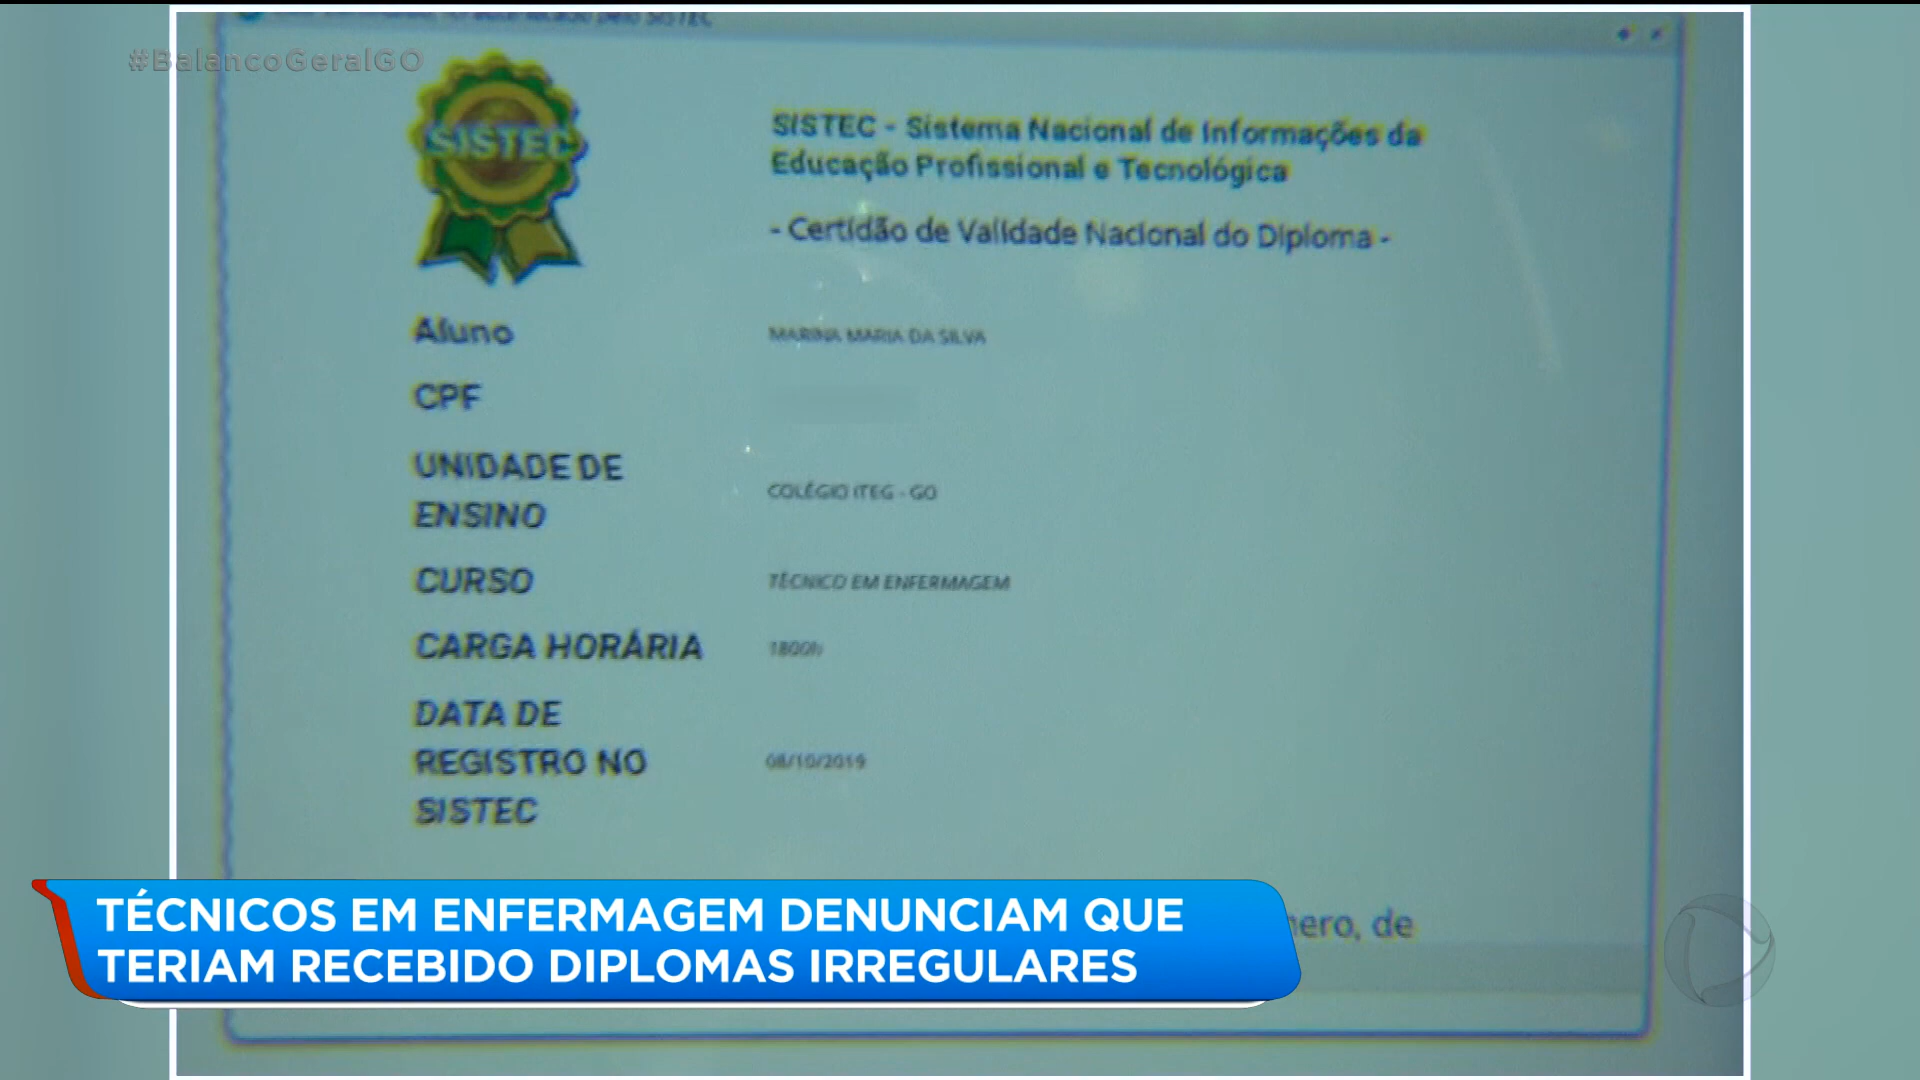 #BalancoGeralGO
SISTEC
SISTEC - Sistema Nacional de Informações da
Educação Profissional e Tecnológica
- Certidão de Validade Nacional do Diploma -
Aluno
MARINA MARIA DA SILVA
CPF
UNIDADE DE
ENSINO
COLÉGIO ITEG - GO
CURSO
TÉCNICO EM ENFERMAGEM
CARGA HORÁRIA
1800h
DATA DE
REGISTRO NO
SISTEC
08/10/2019
TÉCNICOS EM ENFERMAGEM DENUNCIAM QUE
TERIAM RECEBIDO DIPLOMAS IRREGULARES
, de